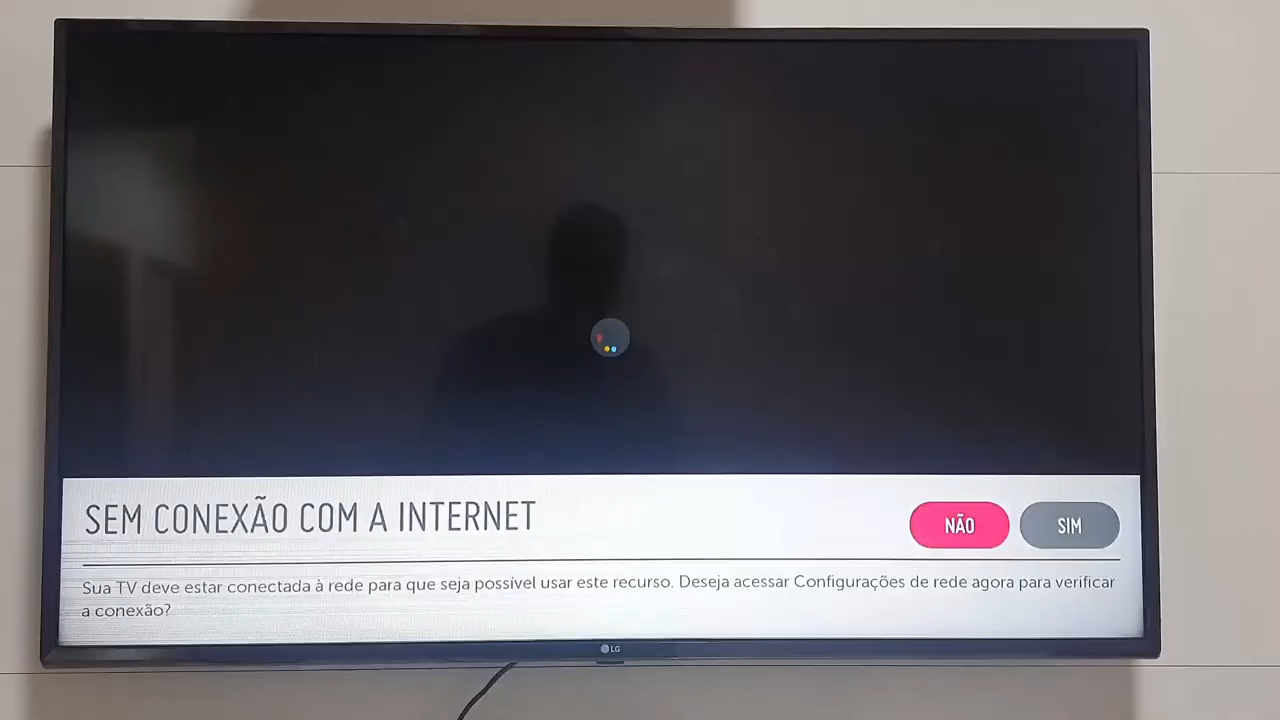 SEM CONEXÃO COM A INTERNET
NÃO
SIM
Sua TV deve estar conectada à rede para que seja possível usar este recurso. Deseja acessar Configurações de rede agora para verificar
a conexão?
LG